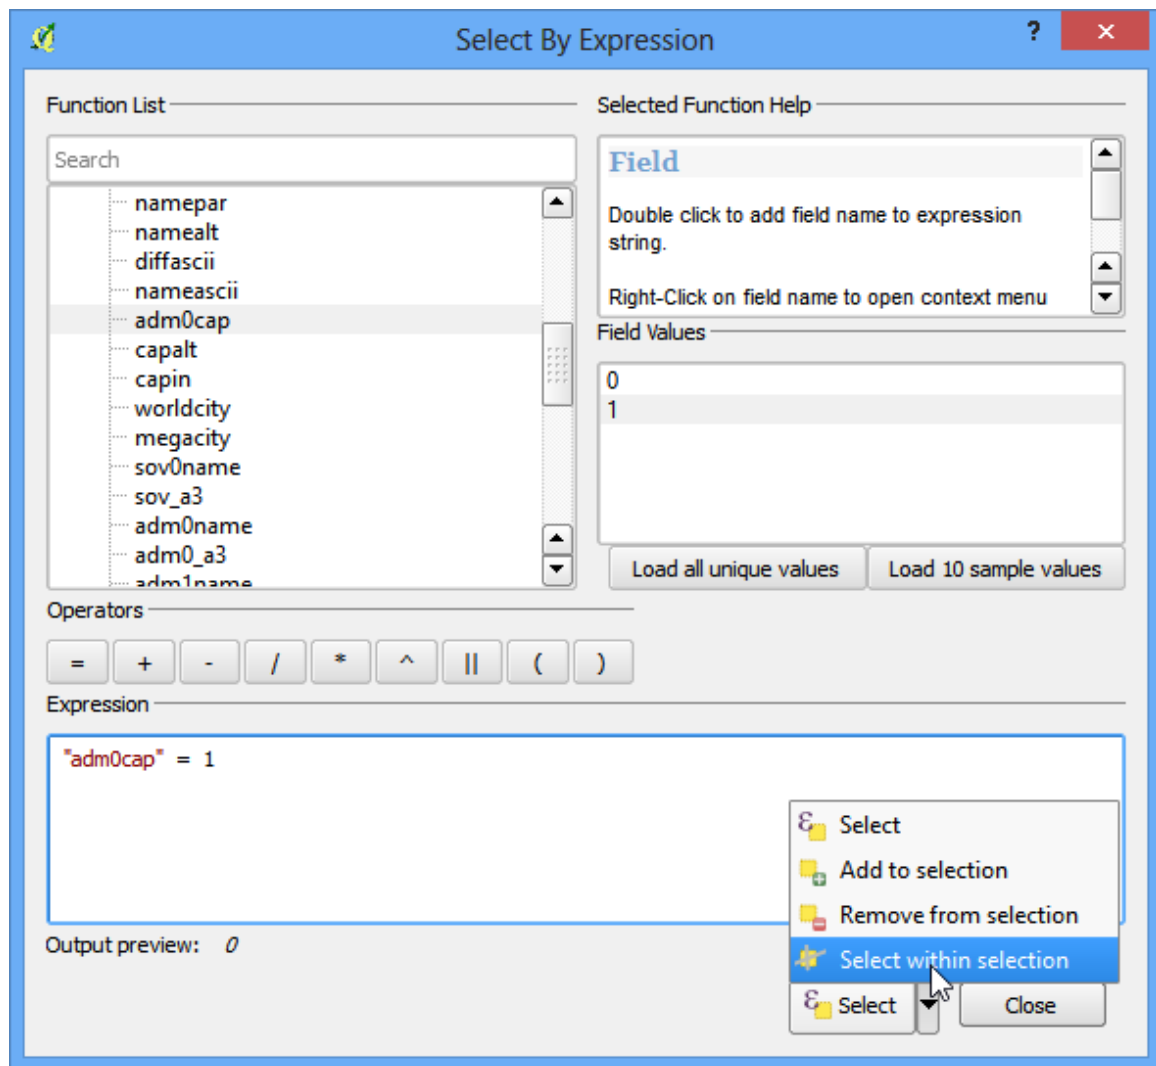 Select By Expression
?
Function List
Search
namepar
namealt
diffascii
nameascii
adm0cap
capalt
capin
worldcity
megacity
sov0name
sov_a3
adm0name
adm0_a3
adm1name
Selected Function Help
Field
Double click to add field name to expression
string.
Right-Click on field name to open context menu
Field Values
0
1
Load all unique values
Load 10 sample values
Operators
= + - / * ^ || ( )
Expression
"adm0cap" = 1
Select
Add to selection
Remove from selection
Select within selection
Output preview: 0
Select
Close